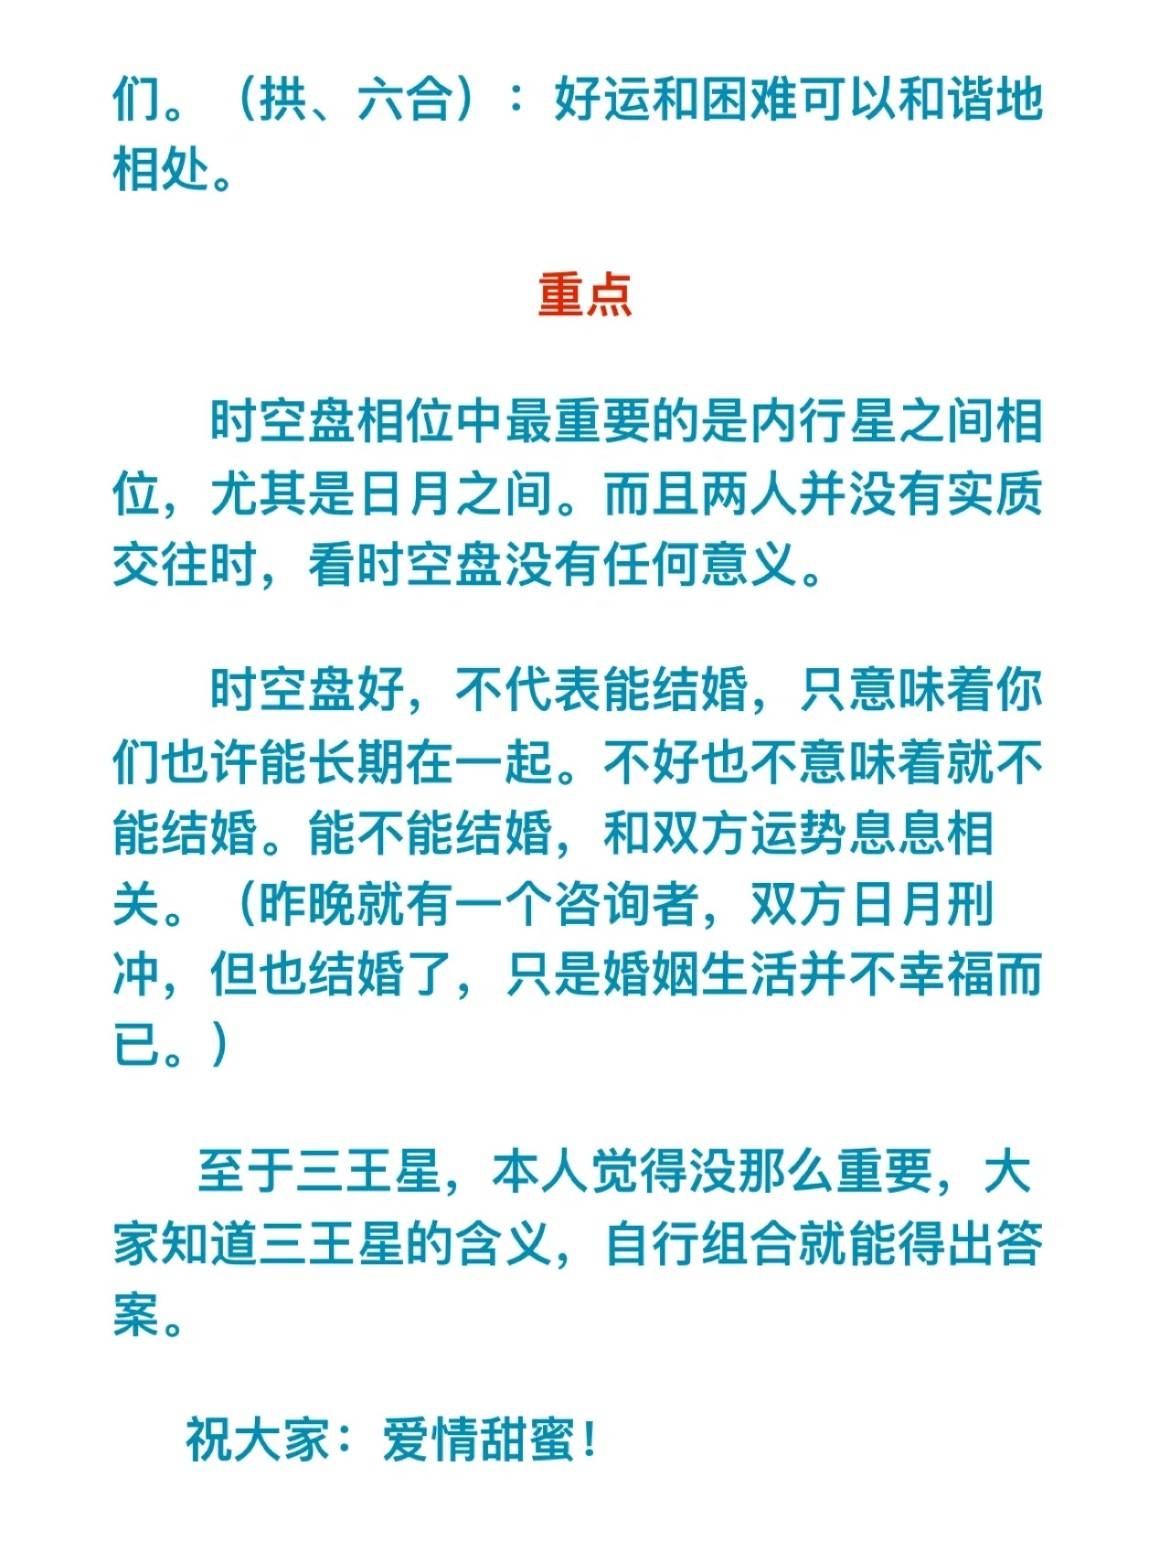 们。（拱、六合）：好运和困难可以和谐地
相处。
重点
时空盘相位中最重要的是内行星之间相
位，尤其是日月之间。而且两人并没有实质
交往时，看时空盘没有任何意义。
时空盘好，不代表能结婚，只意味着你
们也许能长期在一起。不好也不意味着就不
能结婚。能不能结婚，和双方运势息息相
关。（昨晚就有一个咨询者，双方日月刑
冲，但也结婚了，只是婚姻生活并不幸福而
已。）
至于三王星，本人觉得没那么重要，大
家知道三王星的含义，自行组合就能得出答
案。
祝大家：爱情甜蜜！